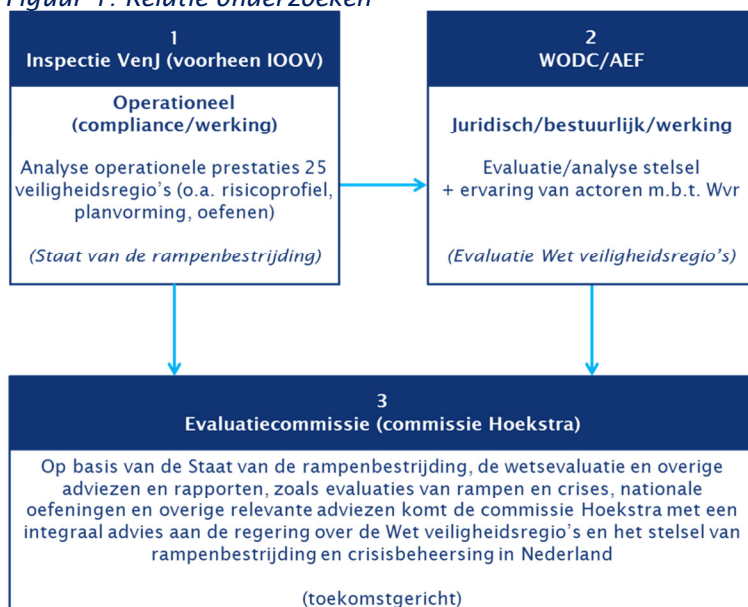 Figuur 1: Relatie onderzoeken
1
Inspectie VenJ (voorheen IOOV)
Operationeel
(compliance/werking)
Analyse operationele prestaties 25
veiligheidsregio's (o.a. risicoprofiel,
planvorming, oefenen)
(Staat van de rampenbestrijding)
2
WODC/AEF
Juridisch/bestuurlijk/werking
Evaluatie/analyse stelsel
+ ervaring van actoren m.b.t. Wvr
(Evaluatie Wet veiligheidsregio's)
3
Evaluatiecommissie (commissie Hoekstra)
Op basis van de Staat van de rampenbestrijding, de wetsevaluatie en overige
adviezen en rapporten, zoals evaluaties van rampen en crises, nationale
oefeningen en overige relevante adviezen komt de commissie Hoekstra met een
integraal advies aan de regering over de Wet veiligheidsregio's en het stelsel van
rampenbestrijding en crisisbeheersing in Nederland
(toekomstgericht)